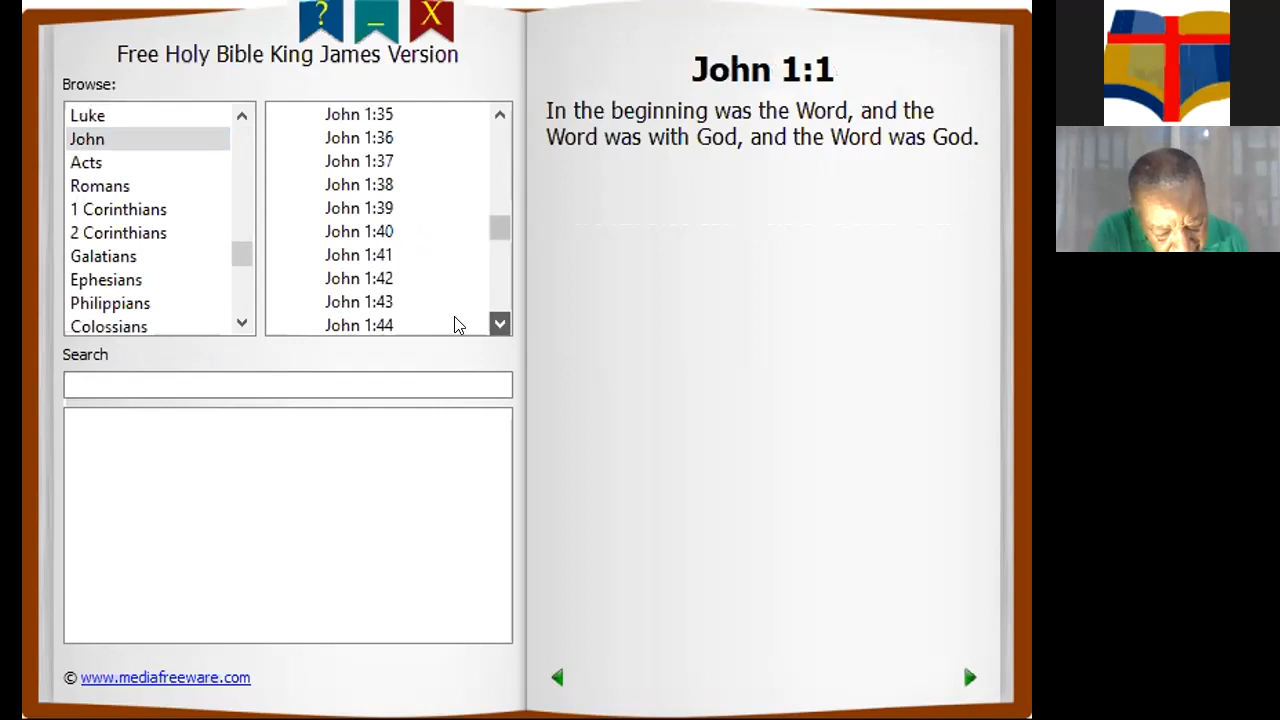 ?
_
X
Free Holy Bible King James Version
Browse:
Luke
John
Acts
Romans
1 Corinthians
2 Corinthians
Galatians
Ephesians
Philippians
Colossians
John 1:35
John 1:36
John 1:37
John 1:38
John 1:39
John 1:40
John 1:41
John 1:42
John 1:43
John 1:44
Search
© www.mediafreeware.com
John 1:1
In the beginning was the Word, and the
Word was with God, and the Word was God.